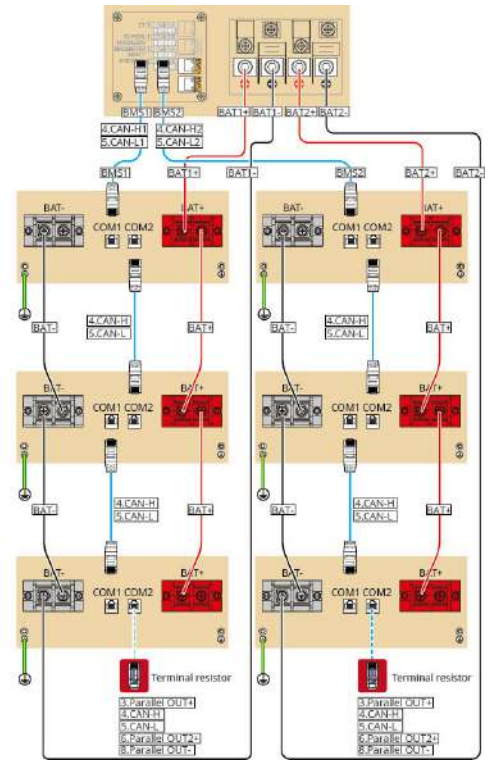 BMS1 BMS2 BAT1+ BAT1- BAT2+ BAT2-
4.CAN-H1 4.CAN-H2
5.CAN-L1 5.CAN-L2
BMS1 BAT1+ BAT1- BMS2 BAT2+ BAT2-
BAT- BAT+ BAT- BAT+
COM1 COM2 COM1 COM2
BAT- 4.CAN-H BAT+ BAT- 4.CAN-H BAT+
5.CAN-L 5.CAN-L
BAT- BAT+ BAT- BAT+
COM1 COM2 COM1 COM2
BAT- 4.CAN-H BAT+ BAT- 4.CAN-H BAT+
5.CAN-L 5.CAN-L
BAT- BAT+ BAT- BAT+
COM1 COM2 COM1 COM2
Terminal resistor Terminal resistor
3.Parallel OUT+ 3.Parallel OUT+
4.CAN-H 4.CAN-H
5.CAN-L 5.CAN-L
6.Parallel OUT2+ 6.Parallel OUT2+
8.Parallel OUT- 8.Parallel OUT-